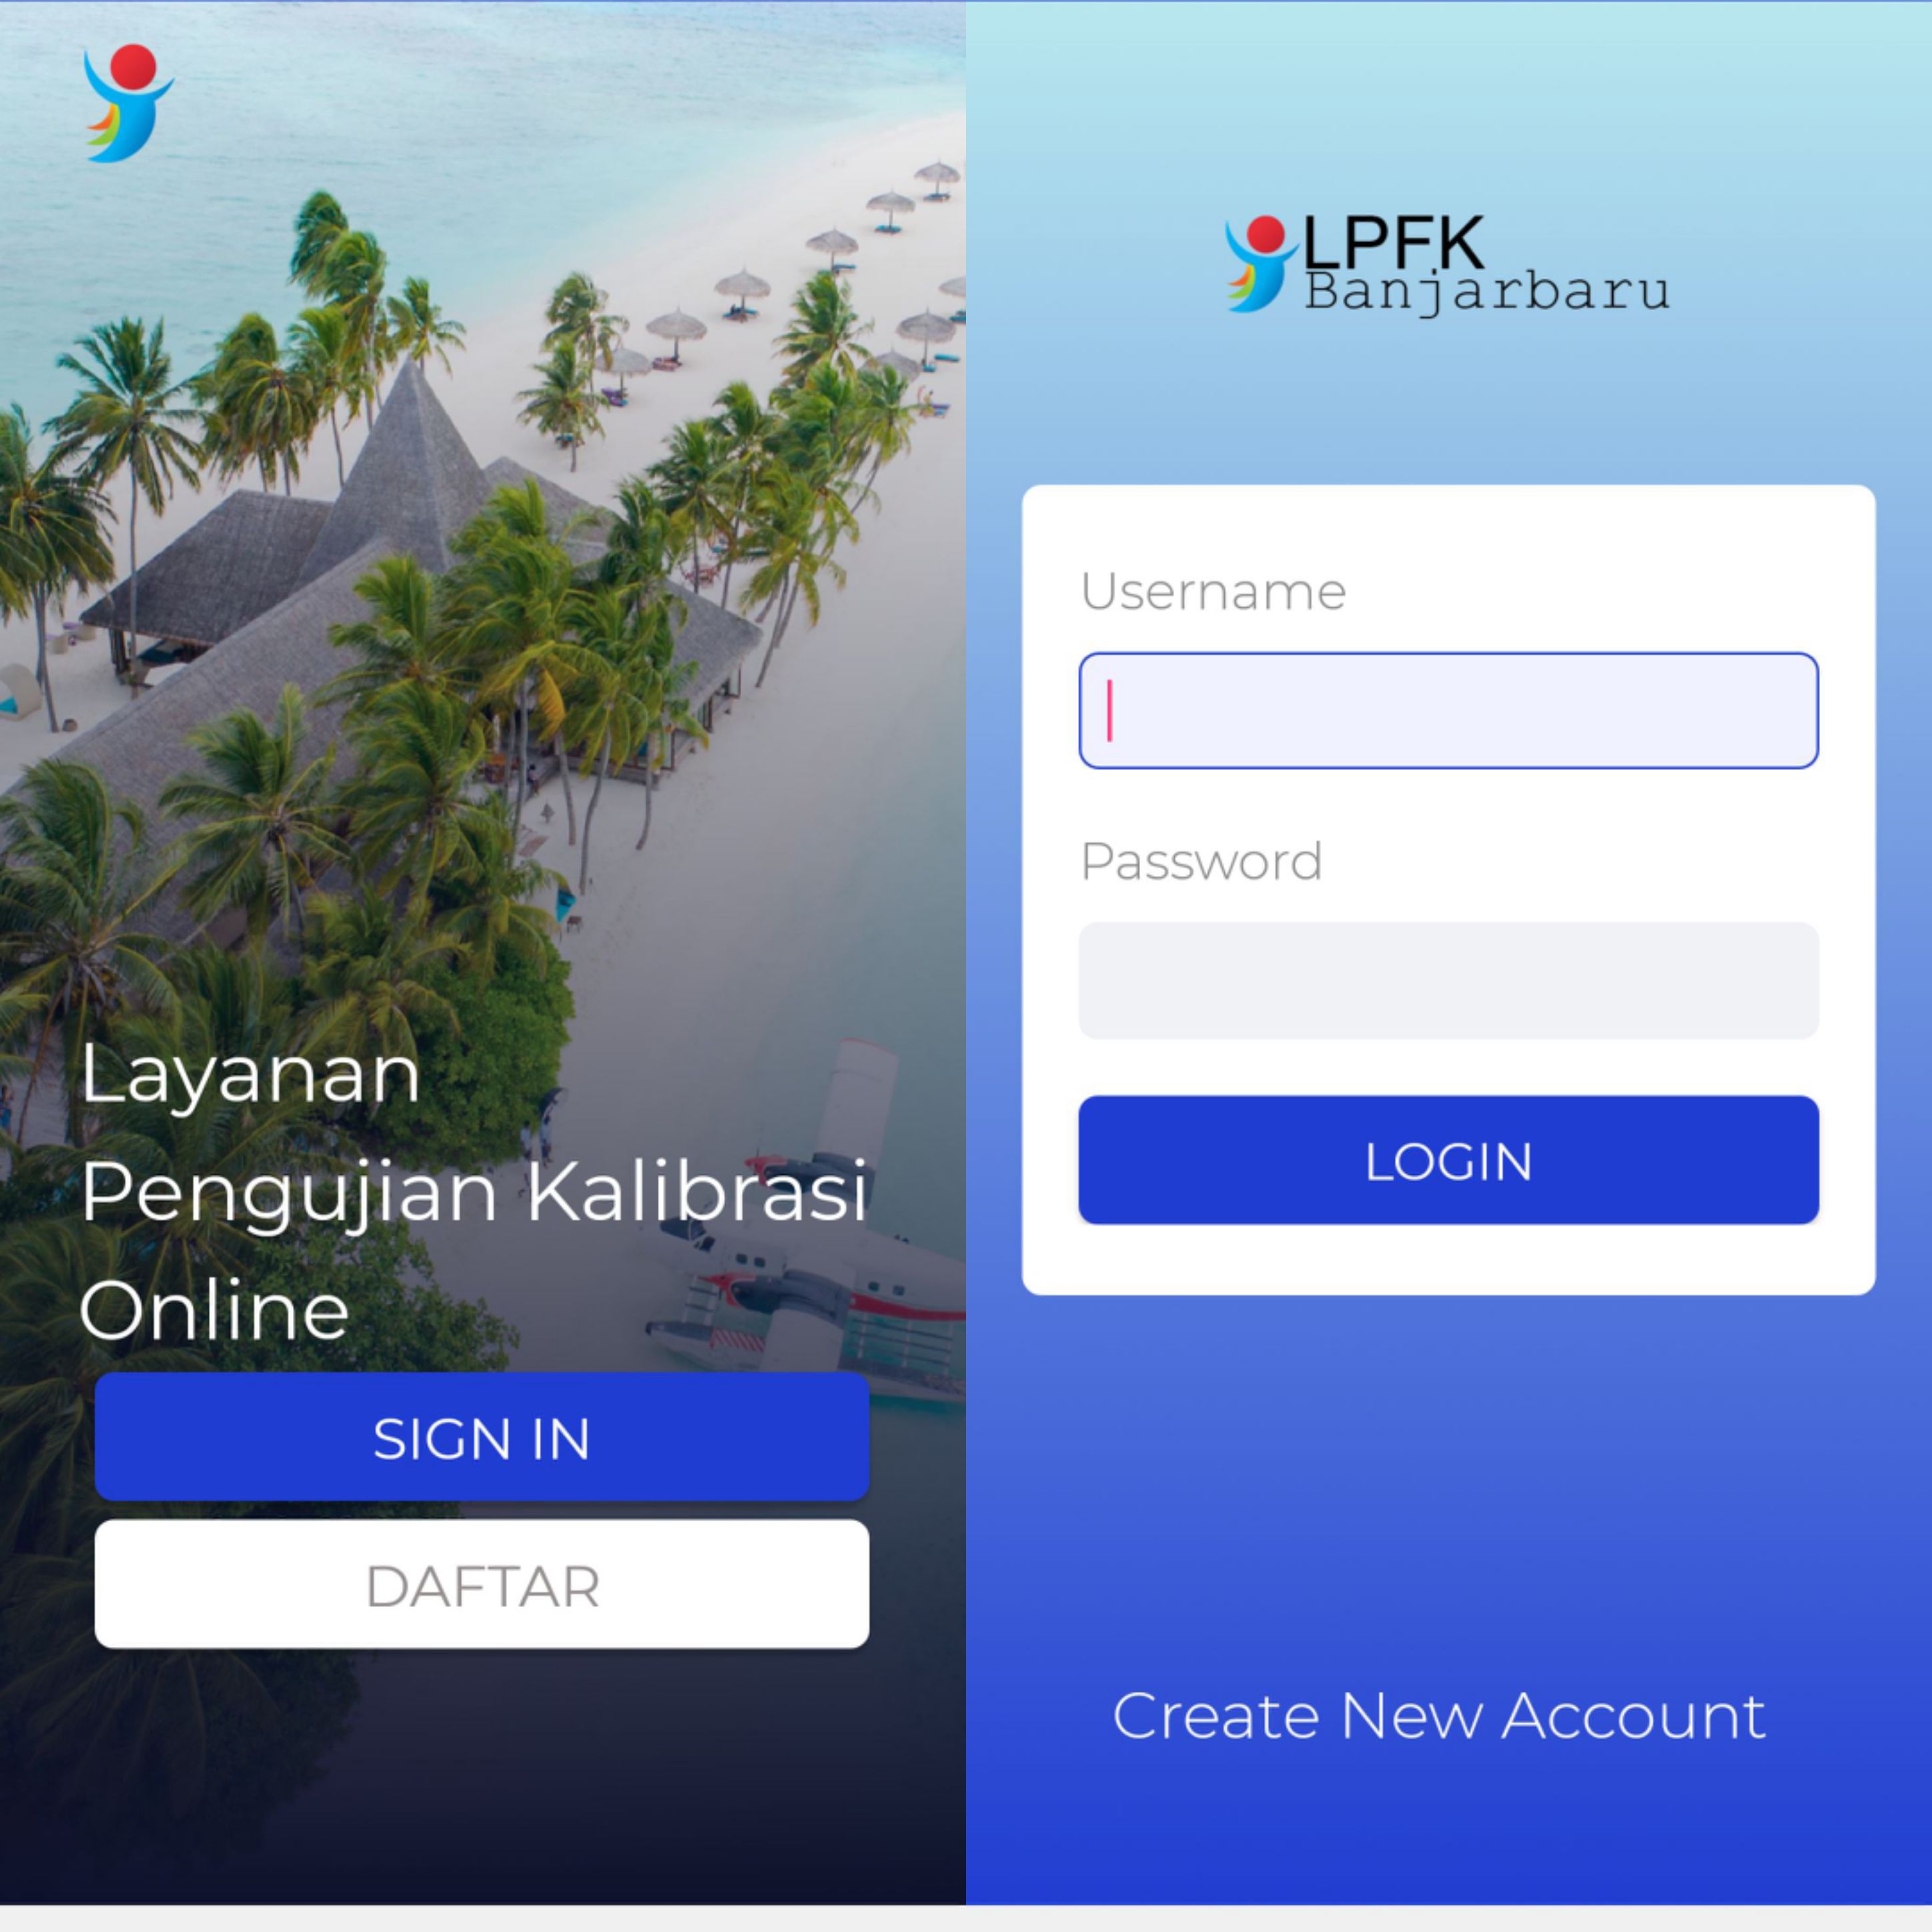 Layanan
Pengujian Kalibrasi
Online
SIGN IN
DAFTAR
LPFK
Banjarbaru
Username
Password
LOGIN
Create New Account